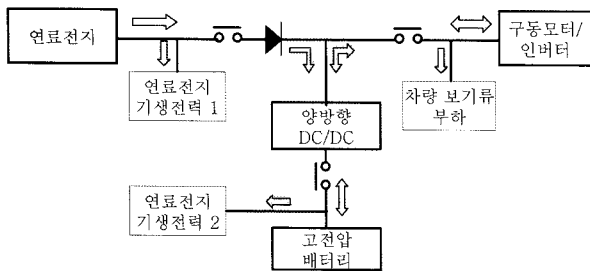 연료전지
구동모터/
인버터
연료전지
기생전력 1
차량 보기류
부하
양방향
DC/DC
연료전지
기생전력 2
고전압
배터리